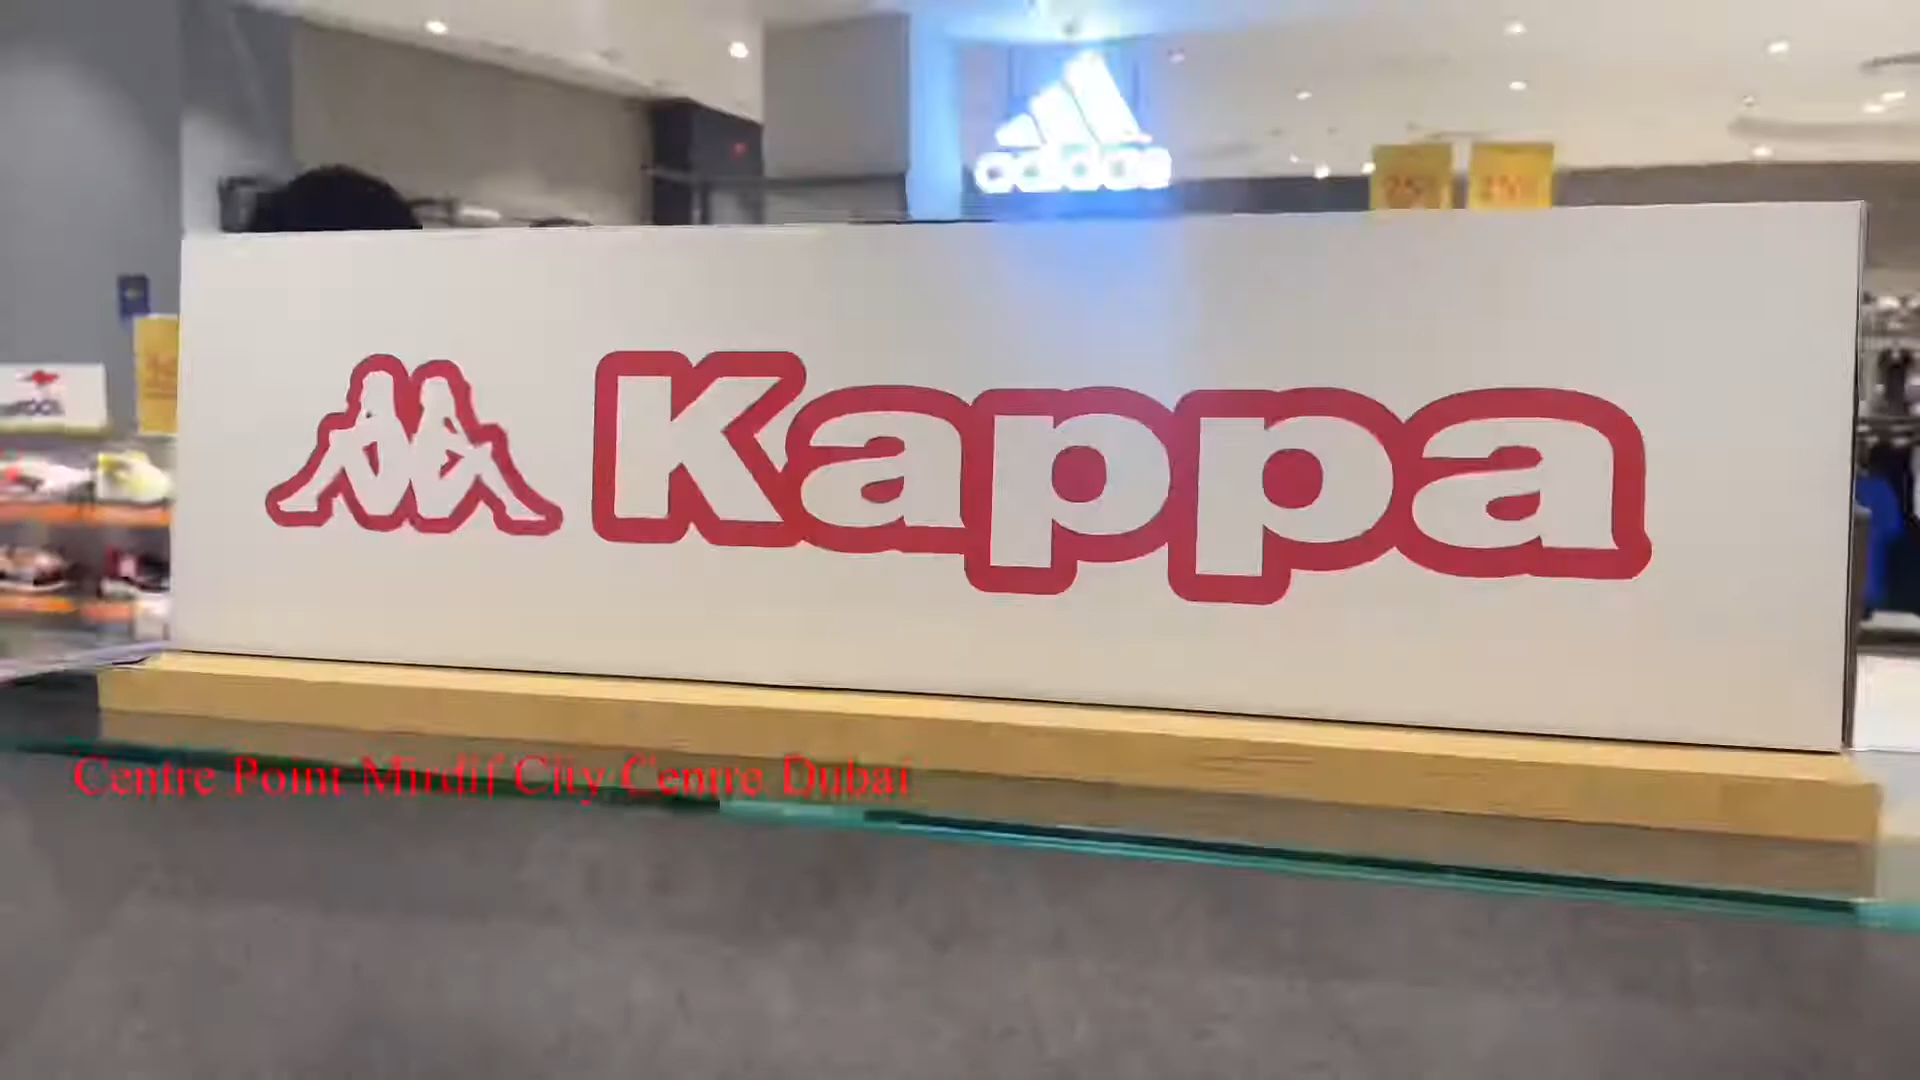 adidas
Kappa
Centre Point Mirdif City Centre Dubai